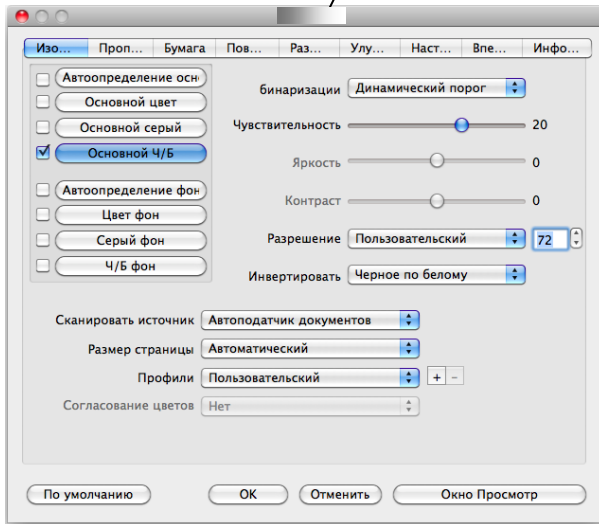 Изо... Проп... Бумага Пов... Раз... Улу... Наст... Впе... Инфо...
Автоопределение осн
Основной цвет
Основной серый
Основной Ч/Б
Автоопределение фон
Цвет фон
Серый фон
Ч/Б фон
бинаризации Динамический порог
Чувствительность 20
Яркость 0
Контраст 0
Разрешение Пользовательский 72
Инвертировать Черное по белому
Сканировать источник Автоподатчик документов
Размер страницы Автоматический
Профили Пользовательский + -
Согласование цветов Нет
По умолчанию OK Отменить Окно Просмотр